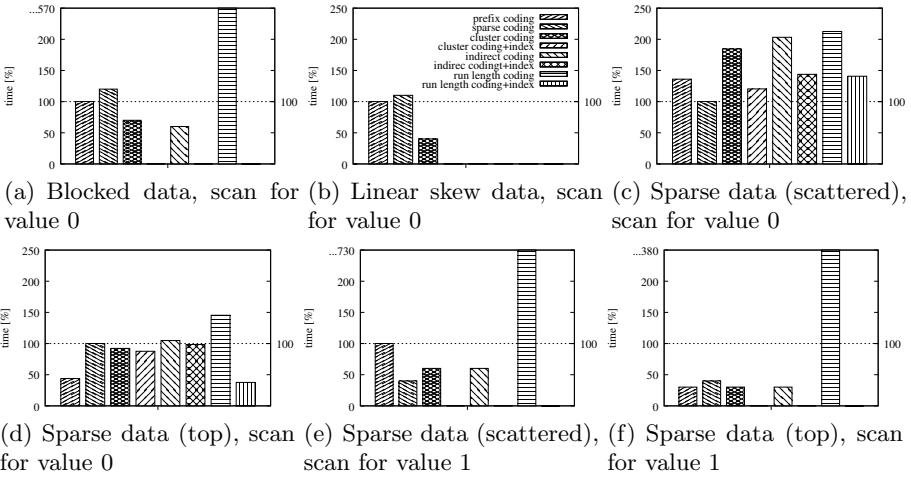 ...570
250
200
150
100
50
0
time [%]
100
(a) Blocked data, scan for
value 0
250
200
150
100
50
0
prefix coding
sparse coding
cluster coding
cluster coding+index
indirect coding
indirec codingt+index
run length coding
run length coding+index
100
(b) Linear skew data, scan
for value 0
250
200
150
100
50
0
time [%]
100
(c) Sparse data (scattered),
scan for value 0
250
200
150
100
50
0
time [%]
100
(d) Sparse data (top), scan
for value 0
...730
200
150
100
50
0
time [%]
100
(e) Sparse data (scattered),
scan for value 1
...380
200
150
100
50
0
time [%]
100
(f) Sparse data (top), scan
for value 1